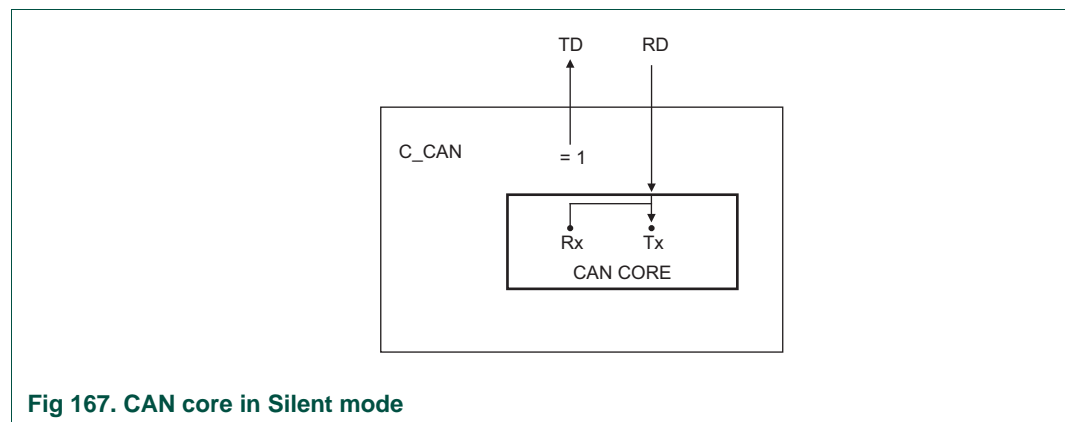 TD RD
C_CAN
= 1
Rx Tx
CAN CORE
Fig 167. CAN core in Silent mode